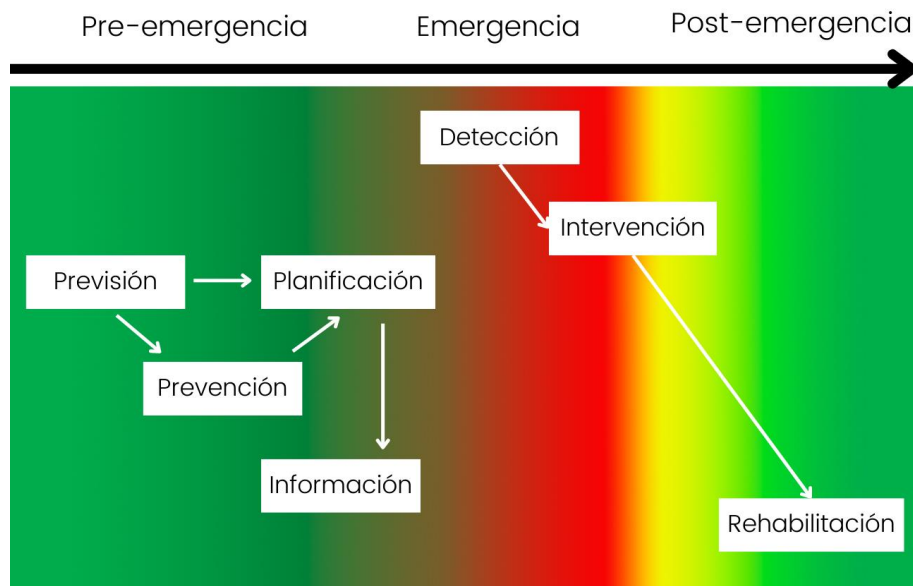 Pre-emergencia
Emergencia
Post-emergencia
Detección
Intervención
Previsión
Planificación
Prevención
Información
Rehabilitación